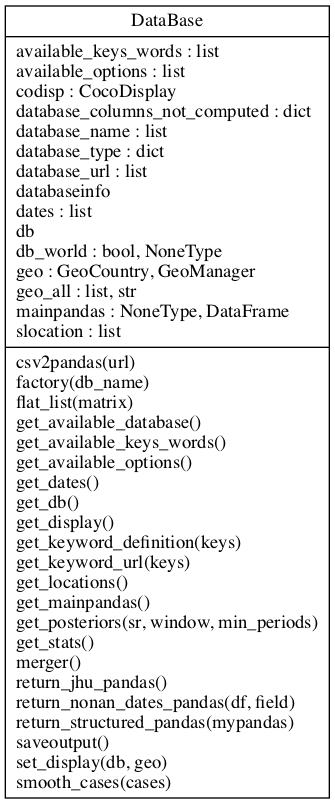 DataBase
available_keys_words : list
available_options : list
codisp : CocoDisplay
database_columns_not_computed : dict
database_name : list
database_type : dict
database_url : list
databaseinfo
dates : list
db
db_world : bool, NoneType
geo : GeoCountry, GeoManager
geo_all : list, str
mainpandas : NoneType, DataFrame
slocation : list
csv2pandas(url)
factory(db_name)
flat_list(matrix)
get_available_database()
get_available_keys_words()
get_available_options()
get_dates()
get_db()
get_display()
get_keyword_definition(keys)
get_keyword_url(keys)
get_locations()
get_mainpandas()
get_posteriors(sr, window, min_periods)
get_stats()
merger()
return_jhu_pandas()
return_nonan_dates_pandas(df, field)
return_structured_pandas(mypandas)
saveoutput()
set_display(db, geo)
smooth_cases(cases)